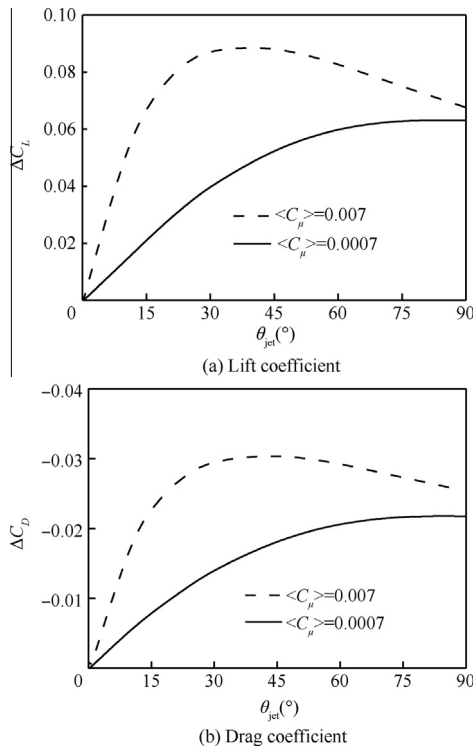 0.10
0.08
0.06
0.04
0.02
ΔC_L
<C_μ>=0.007
<C_μ>=0.0007
0 15 30 45 60 75 90
θ_jet(°)
(a) Lift coefficient
−0.04
−0.03
−0.02
−0.01
ΔC_D
<C_μ>=0.007
<C_μ>=0.0007
0 15 30 45 60 75 90
θ_jet(°)
(b) Drag coefficient